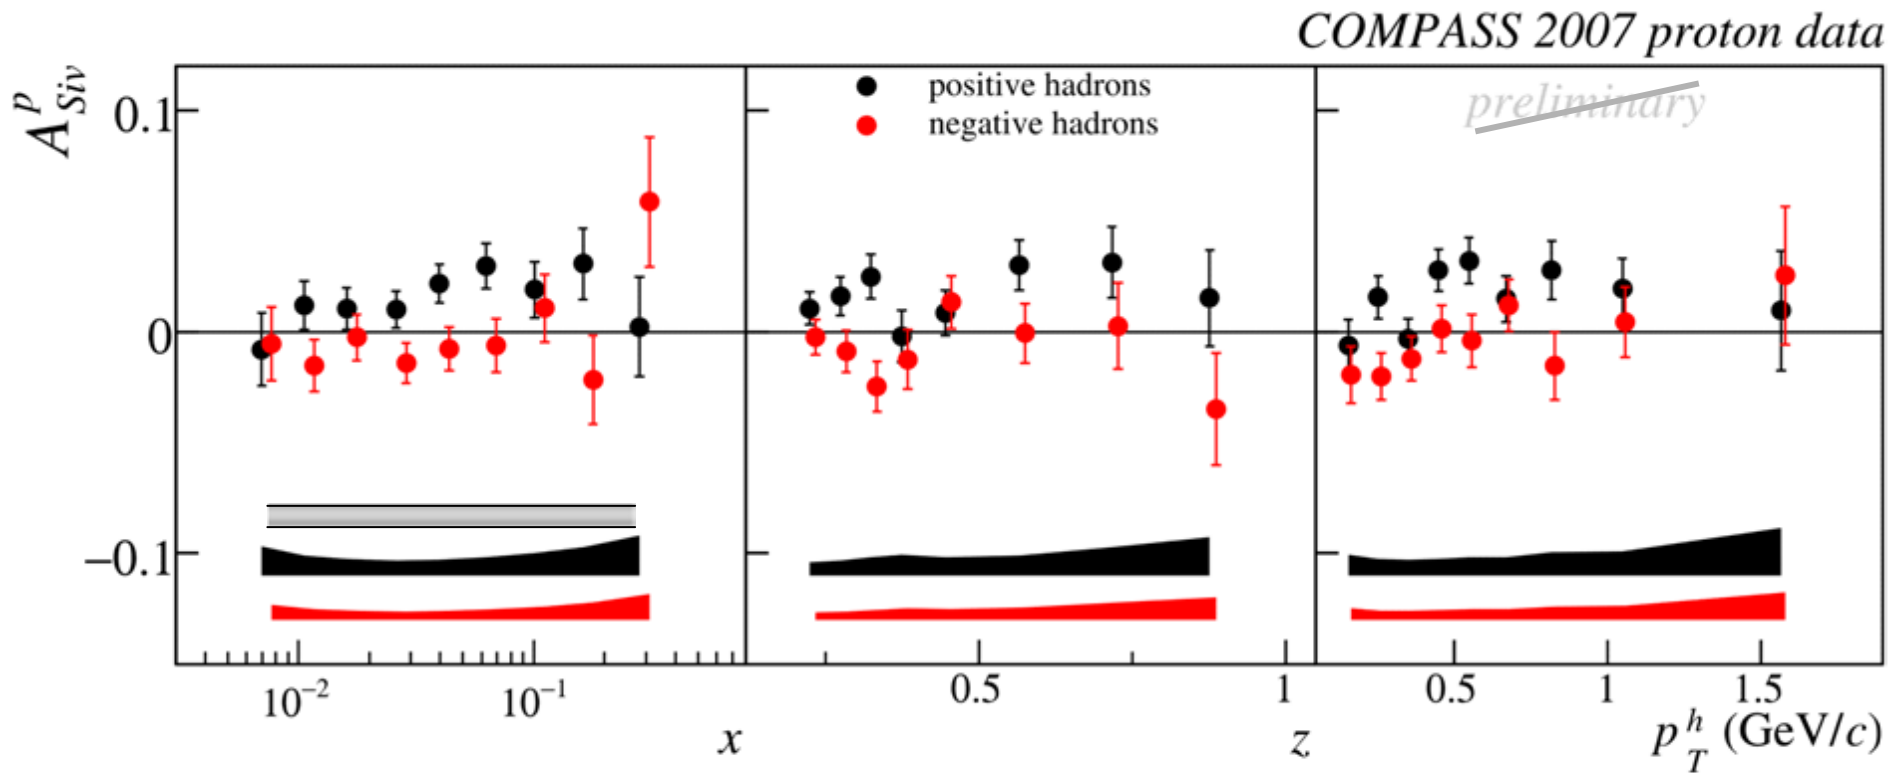 COMPASS 2007 proton data
A^p_Siv
0.1
0
−0.1
positive hadrons
negative hadrons
preliminary
10⁻² 10⁻¹
x
0.5 1
z
0.5 1 1.5
p_T^h (GeV/c)